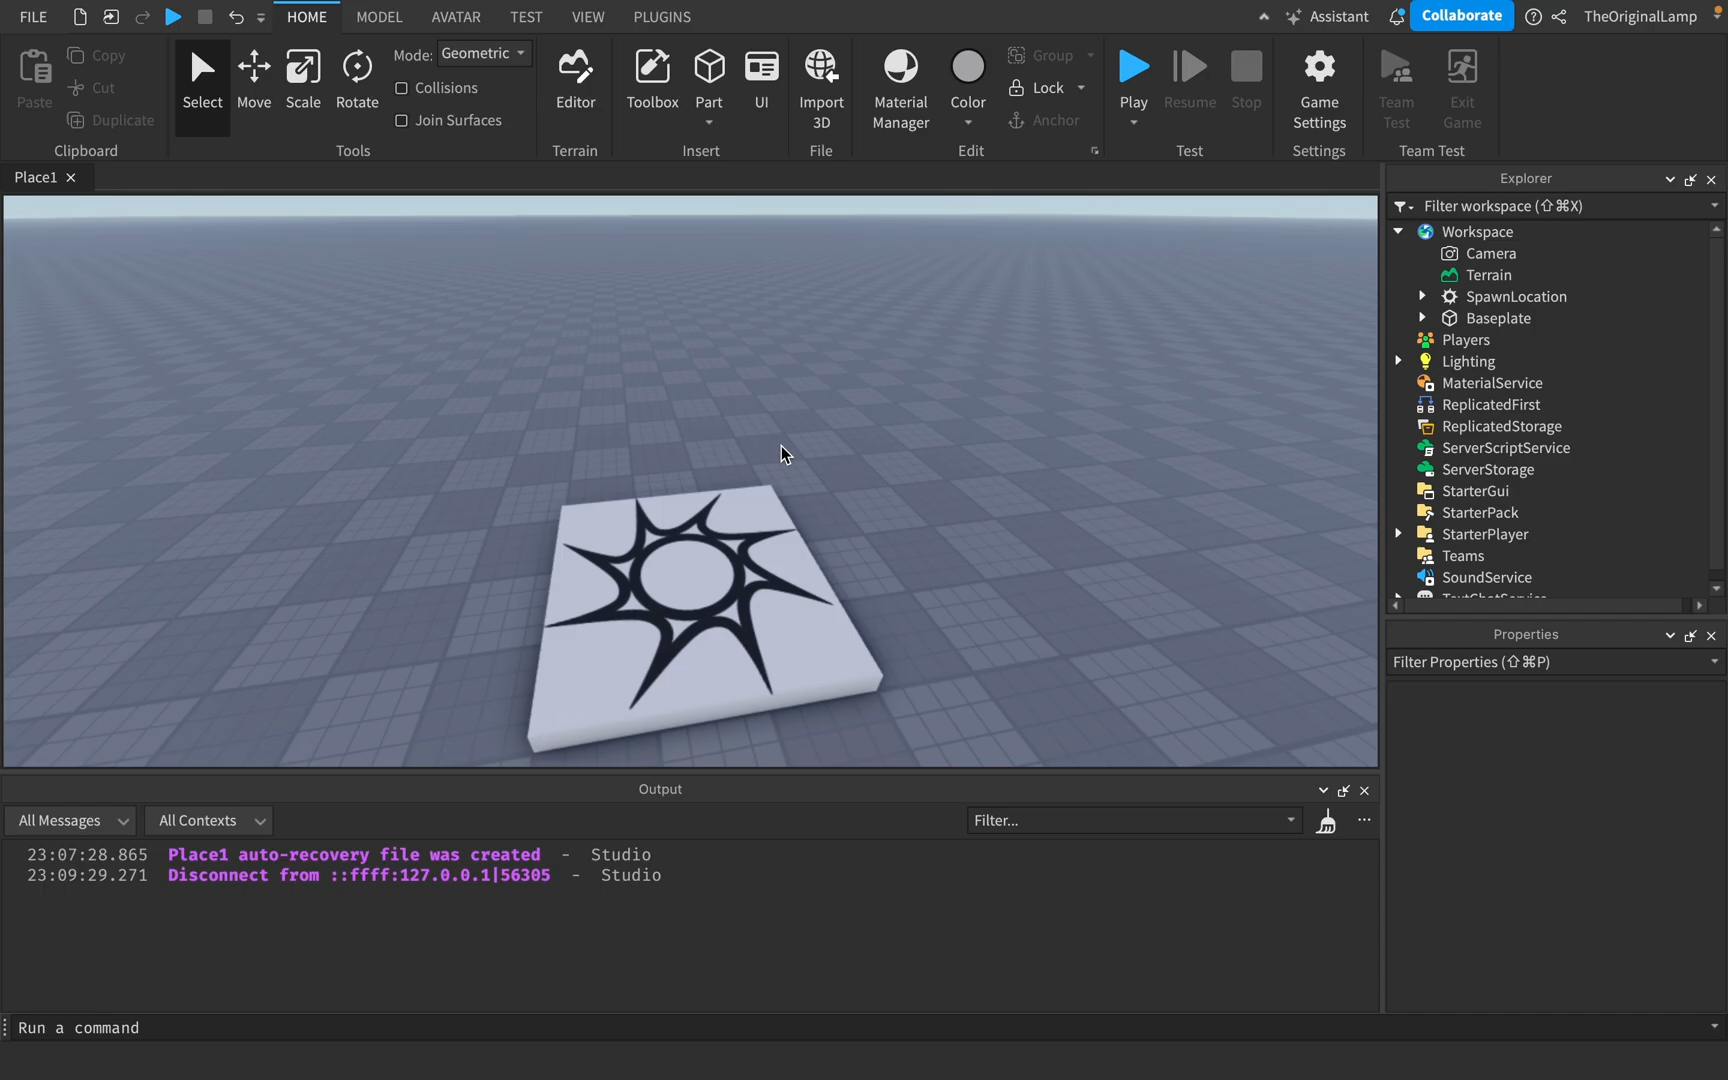 FILE HOME MODEL AVATAR TEST VIEW PLUGINS Assistant Collaborate TheOriginalLamp
Paste
Copy
Cut
Duplicate
Clipboard
Select
Move
Scale
Rotate
Mode: Geometric
Collisions
Join Surfaces
Tools
Editor
Terrain
Toolbox
Part
UI
Insert
Import
3D
File
Material
Manager
Color
Group
Lock
Anchor
Edit
Play
Resume
Stop
Test
Game
Settings
Settings
Team
Test
Exit
Game
Team Test
Place1
Explorer
Filter workspace (⇧⌘X)
Workspace
Camera
Terrain
SpawnLocation
Baseplate
Players
Lighting
MaterialService
ReplicatedFirst
ReplicatedStorage
ServerScriptService
ServerStorage
StarterGui
StarterPack
StarterPlayer
Teams
SoundService
TextChatService
Properties
Filter Properties (⇧⌘P)
Output
All Messages
All Contexts
Filter...
23:07:28.865 Place1 auto-recovery file was created - Studio
23:09:29.271 Disconnect from ::ffff:127.0.0.1|56305 - Studio
Run a command